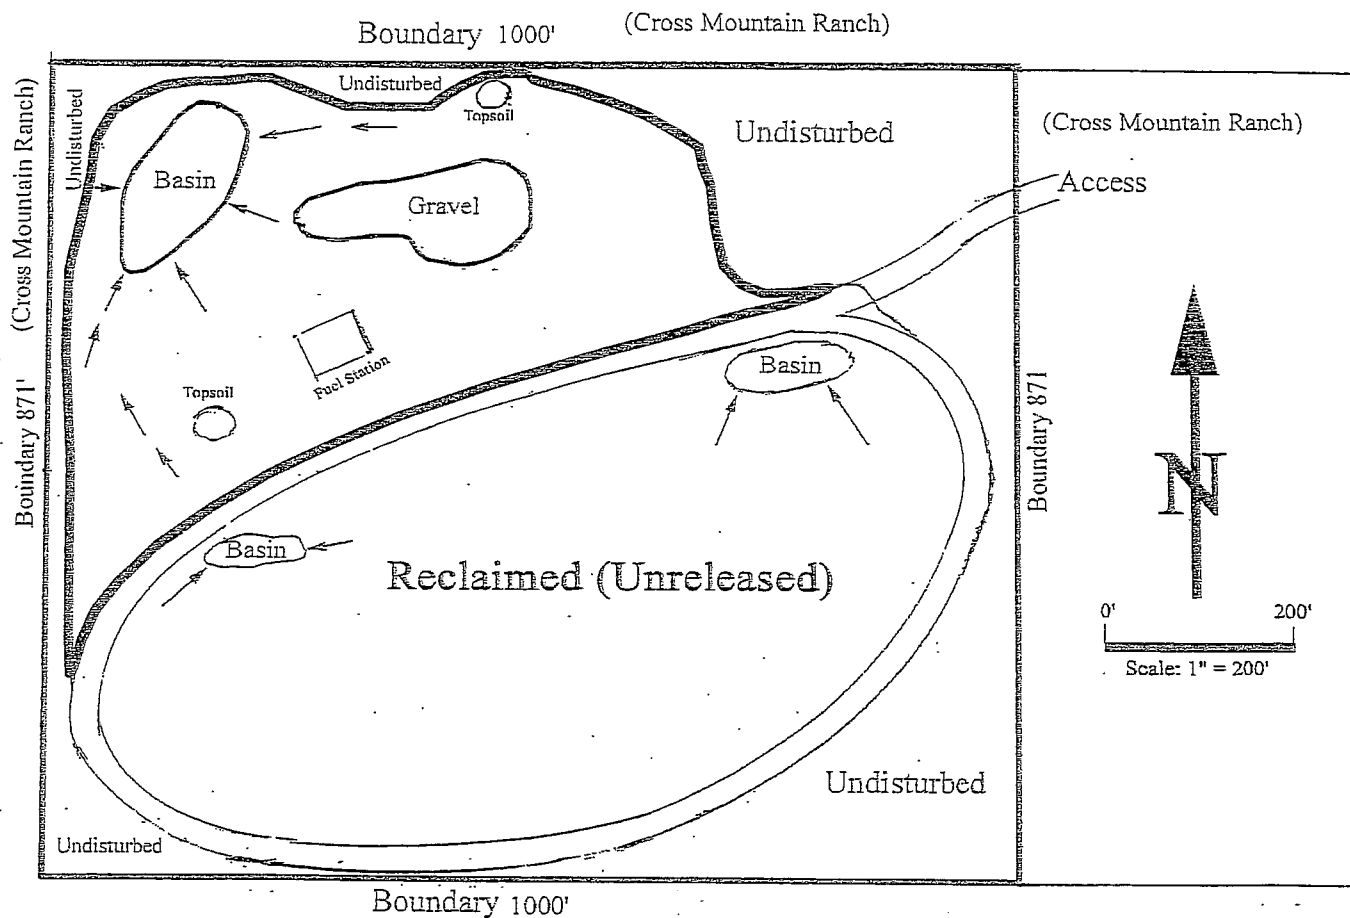 Boundary 1000' (Cross Mountain Ranch)
Undisturbed
Topsoil
Undisturbed
(Cross Mountain Ranch)
Undisturbed
(Cross Mountain Ranch)
Basin
Gravel
Access
Fuel Station
Topsoil
Basin
Boundary 871'
Boundary 871
N
Basin
Reclaimed (Unreleased)
0' 200'
Scale: 1" = 200'
Undisturbed
Undisturbed
Boundary 1000'